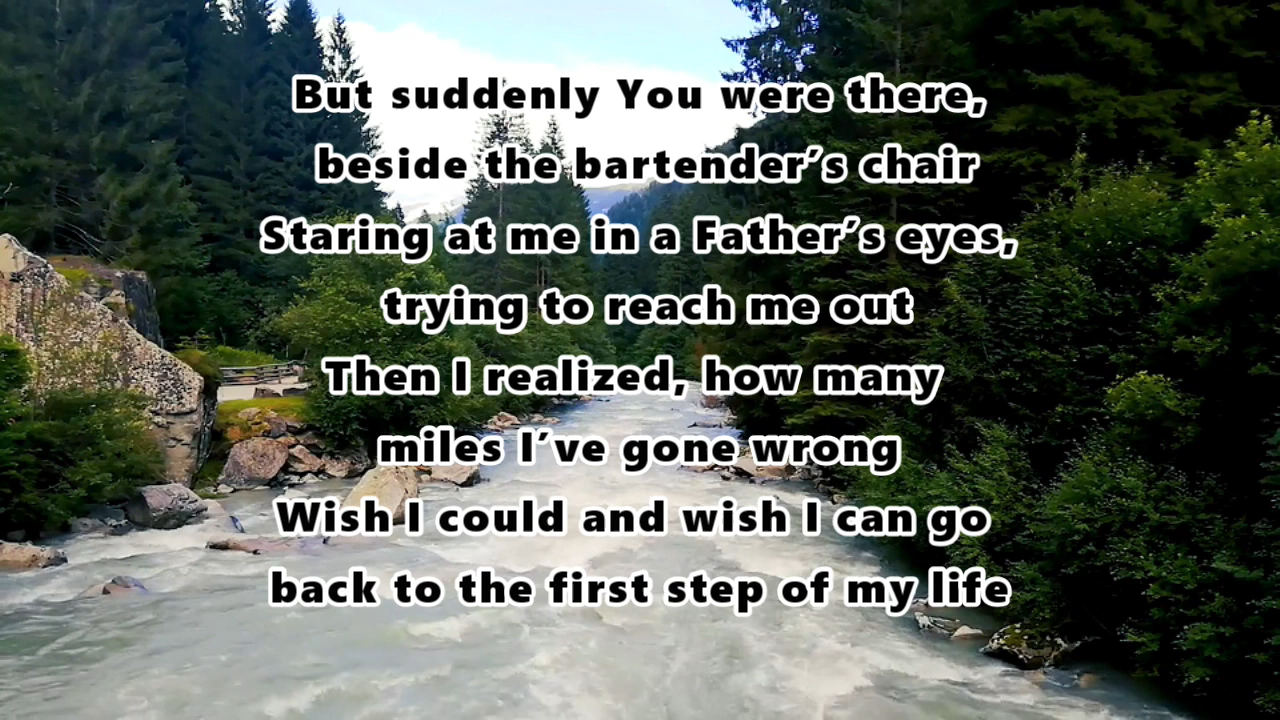 But suddenly You were there,
beside the bartender’s chair
Staring at me in a Father’s eyes,
trying to reach me out
Then I realized, how many
miles I’ve gone wrong
Wish I could and wish I can go
back to the first step of my life